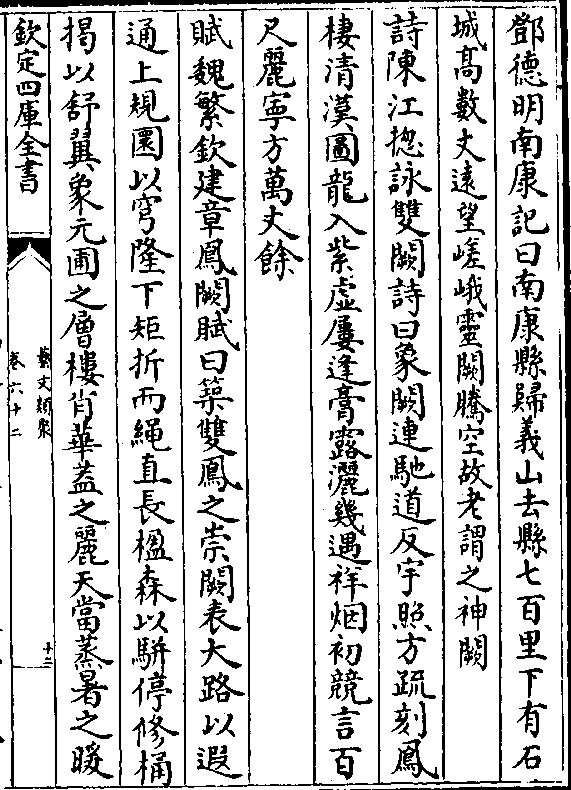 鄧德明南康記曰南康縣歸義山去縣七百里下有石
城高數丈遠望嵯峨靈闕騰空故老謂之神闕
詩陳江揔詠雙闕詩曰象闕連馳道反宇照方疏刻鳳
棲清漢圖龍入紫虛屢逢膏露灑幾遇祥烟初競言百
尺麗寧方萬丈餘
賦魏繁欽建章鳳闕賦曰築雙鳳之崇闕表大路以遐
通上規圜以穹隆下矩折而繩直長楹森以駢停修桷
揭以舒翼象元圃之層樓肖華蓋之麗天當蒸暑之暖
欽定四庫全書
藝文類聚
卷六十二
十二